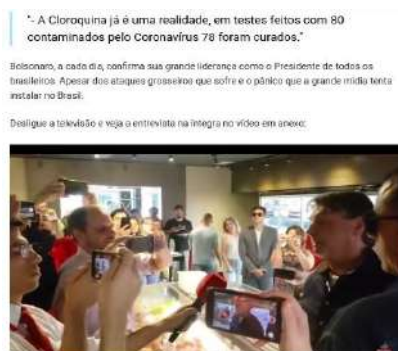 "- A Cloroquina já é uma realidade, em testes feitos com 80
contaminados pelo Coronavírus 78 foram curados."
Bolsonaro, a cada dia, confirma sua grande liderança como o Presidente de todos os
brasileiros. Apesar dos ataques grosseiros que sofre e o pânico que a grande mídia tenta
instalar no Brasil.
Desligue a televisão e veja a entrevista na íntegra no vídeo em anexo: